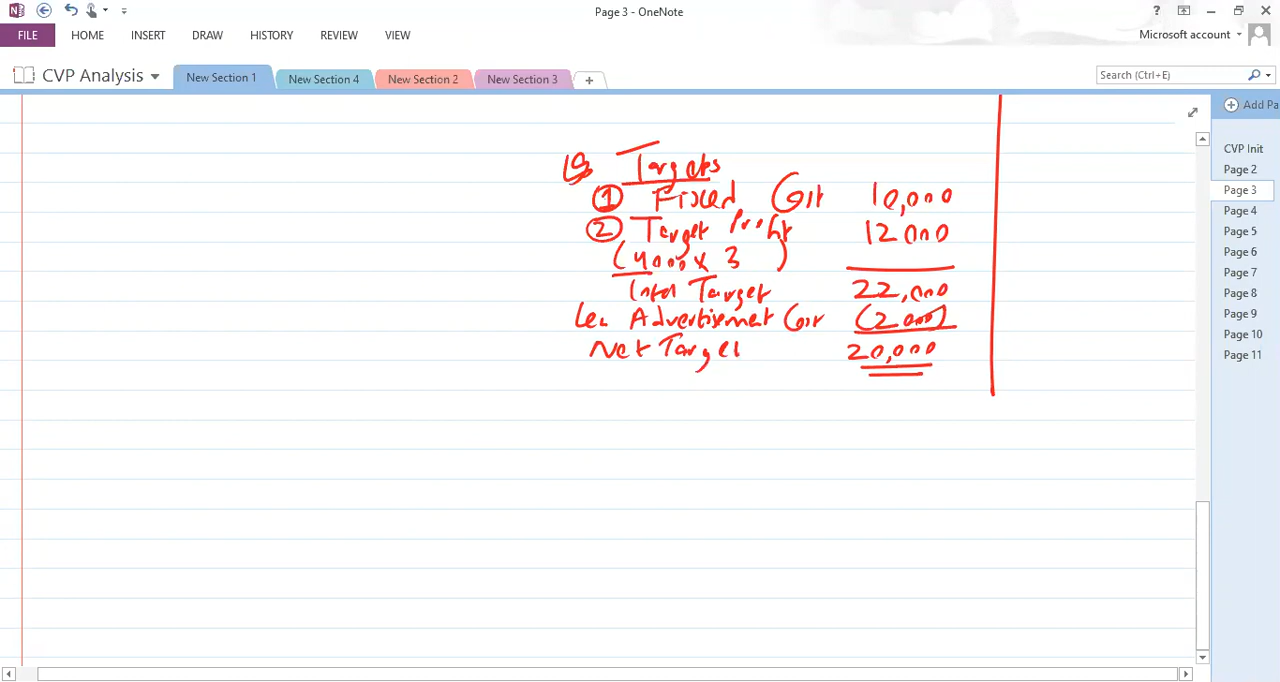 Page 3 - OneNote
?
Microsoft account
FILE HOME INSERT DRAW HISTORY REVIEW VIEW
CVP Analysis New Section 1 New Section 4 New Section 2 New Section 3 +
Search (Ctrl+E)
Add Pa
CVP Init
Page 2
Page 3
Page 4
Page 5
Page 6
Page 7
Page 8
Page 9
Page 10
Page 11
Targets
1 Fixed Cost 10,000
2 Target Profit 12000
(4000 x 3 )
Total Target 22,000
Les Advertisement Cost (2000)
Net Target 20,000